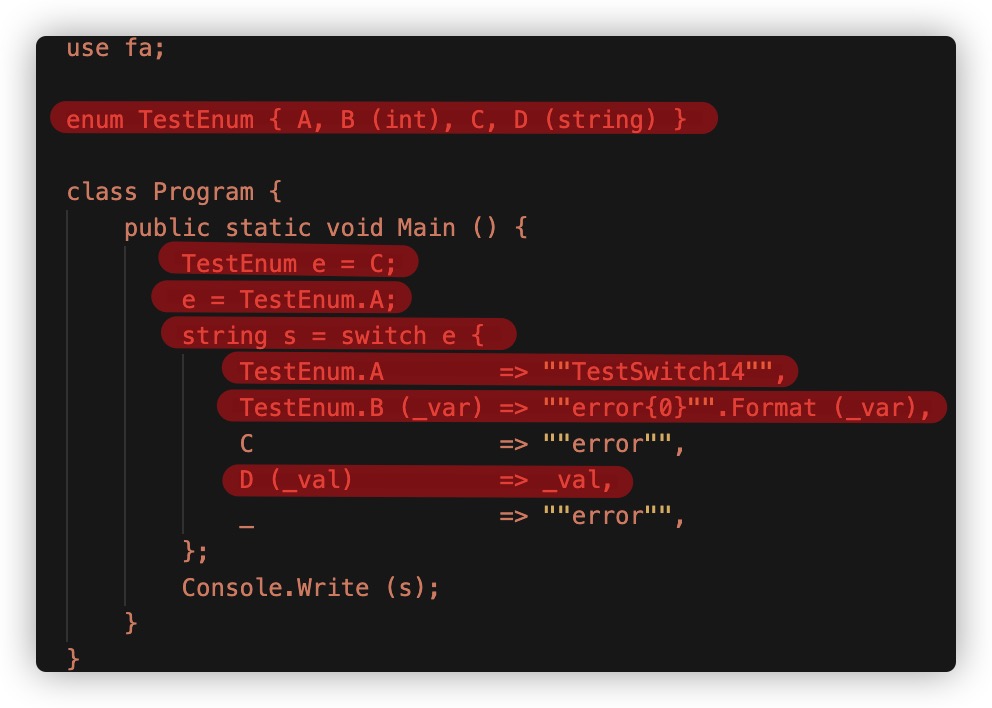 use fa;
enum TestEnum { A, B (int), C, D (string) }
class Program {
public static void Main () {
TestEnum e = C;
e = TestEnum.A;
string s = switch e {
TestEnum.A => ""TestSwitch14"",
TestEnum.B (_var) => ""error{0}"".Format (_var),
C => ""error"",
D (_val) => _val,
_ => ""error"",
};
Console.Write (s);
}
}